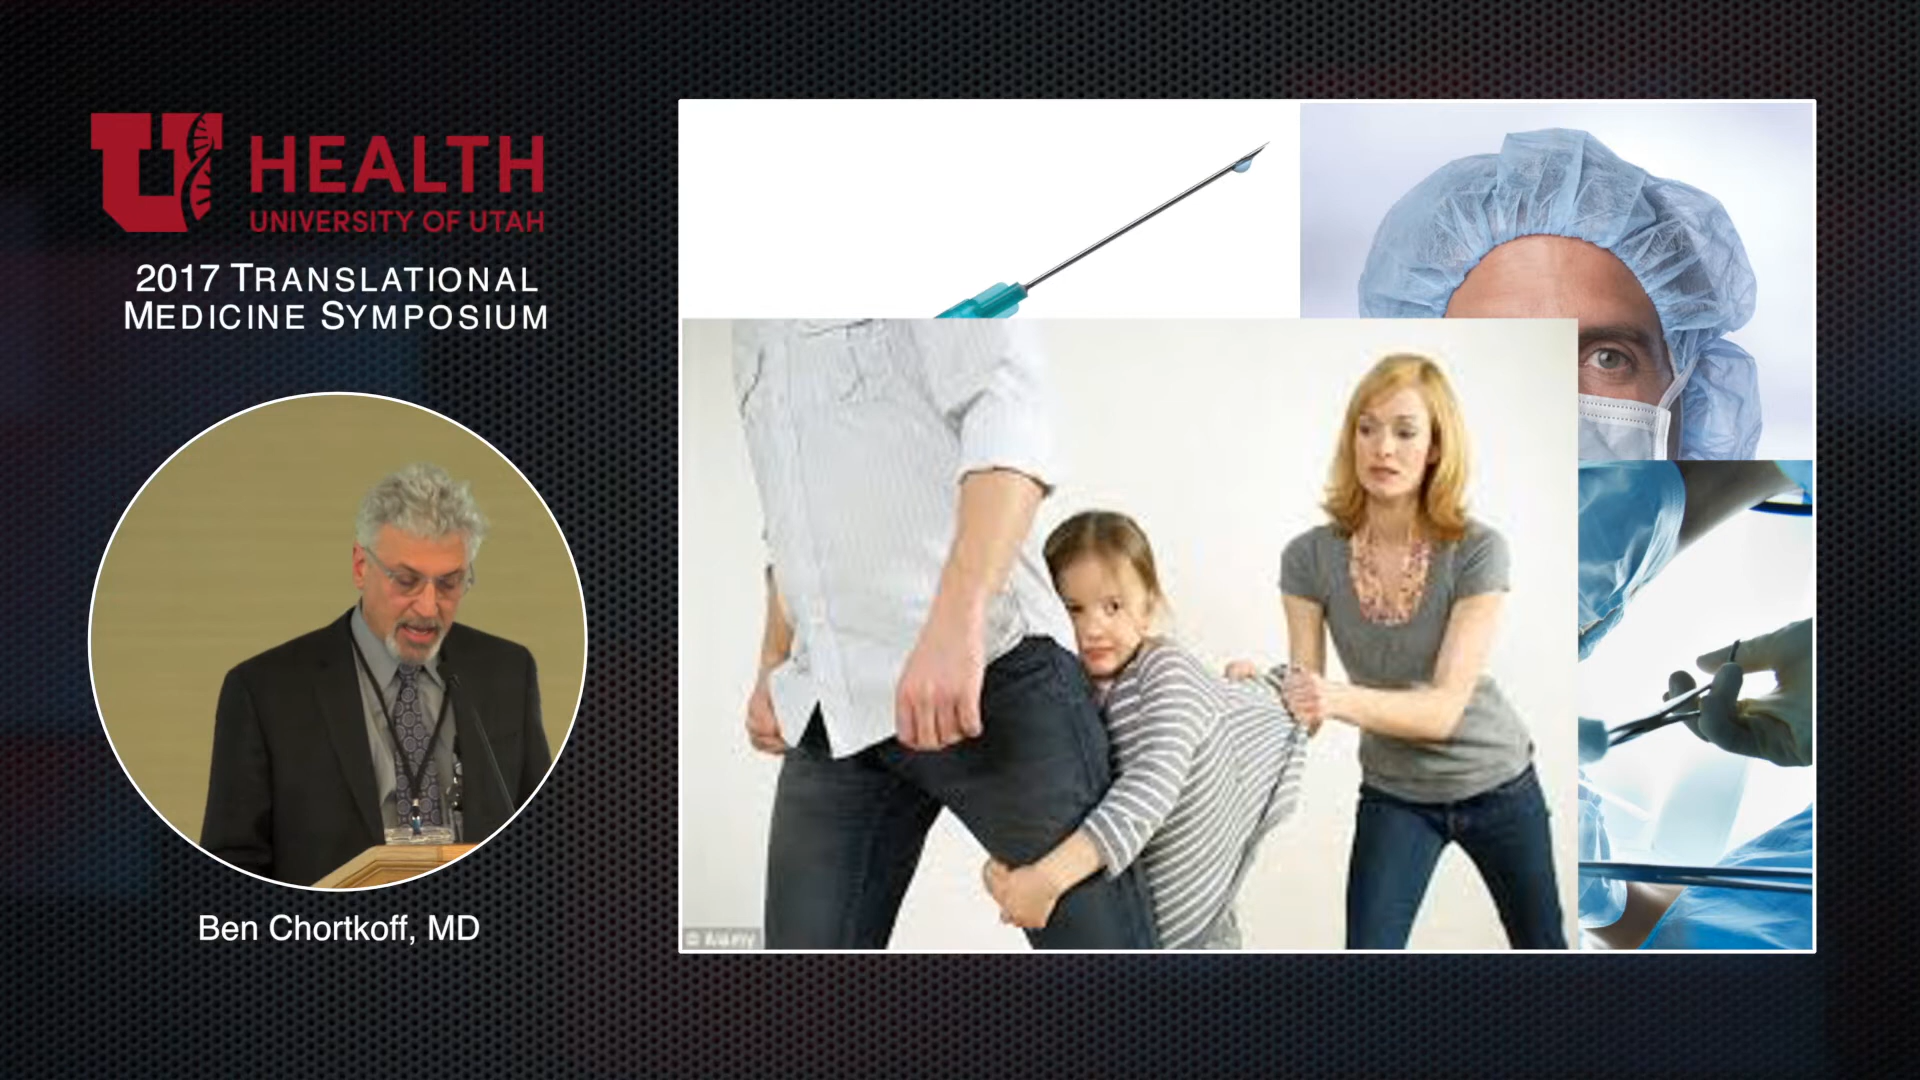 HEALTH
UNIVERSITY OF UTAH
2017 TRANSLATIONAL
MEDICINE SYMPOSIUM
Ben Chortkoff, MD